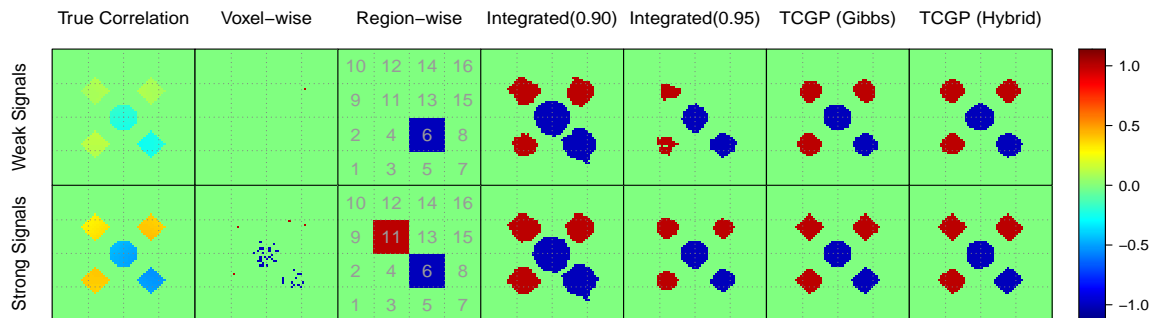 True Correlation Voxel−wise Region−wise Integrated(0.90) Integrated(0.95) TCGP (Gibbs) TCGP (Hybrid)
Weak Signals
10 12 14 16
9 11 13 15
2 4 6 8
1 3 5 7
Strong Signals
10 12 14 16
9 11 13 15
2 4 6 8
1 3 5 7
1.0
0.5
0.0
−0.5
−1.0